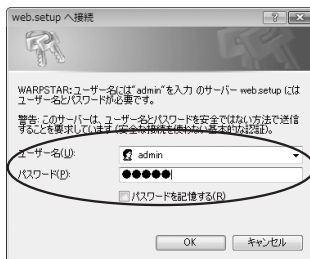 web.setup へ接続
WARPSTAR:ユーザー名には"admin"を入力 のサーバー web.setup には
ユーザー名とパスワードが必要です。
警告: このサーバーは、ユーザー名とパスワードを安全ではない方法で送信
することを要求しています (安全な接続を使わない基本的な認証)。
ユーザー名(U):
admin
パスワード(P):
●●●●●
パスワードを記憶する(R)
OK
キャンセル